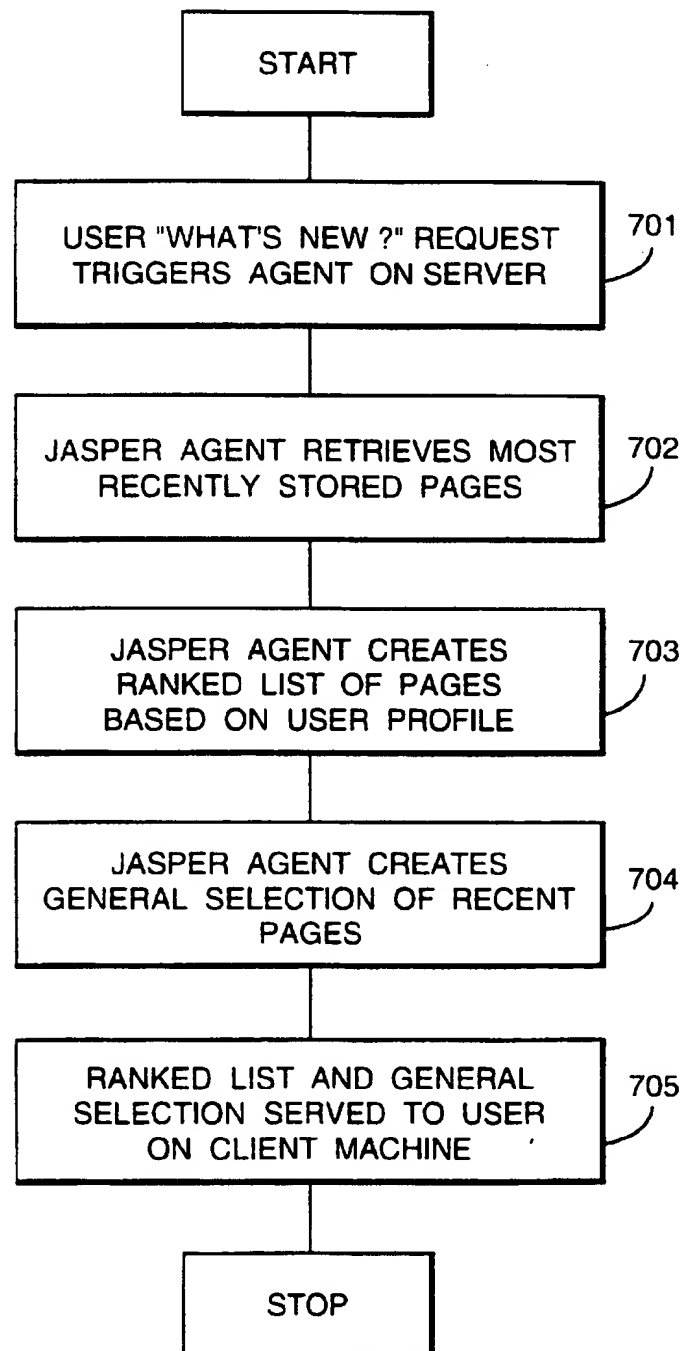 START
USER "WHAT'S NEW ?" REQUEST
TRIGGERS AGENT ON SERVER
701
JASPER AGENT RETRIEVES MOST
RECENTLY STORED PAGES
702
JASPER AGENT CREATES
RANKED LIST OF PAGES
BASED ON USER PROFILE
703
JASPER AGENT CREATES
GENERAL SELECTION OF RECENT
PAGES
704
RANKED LIST AND GENERAL
SELECTION SERVED TO USER
ON CLIENT MACHINE
705
STOP